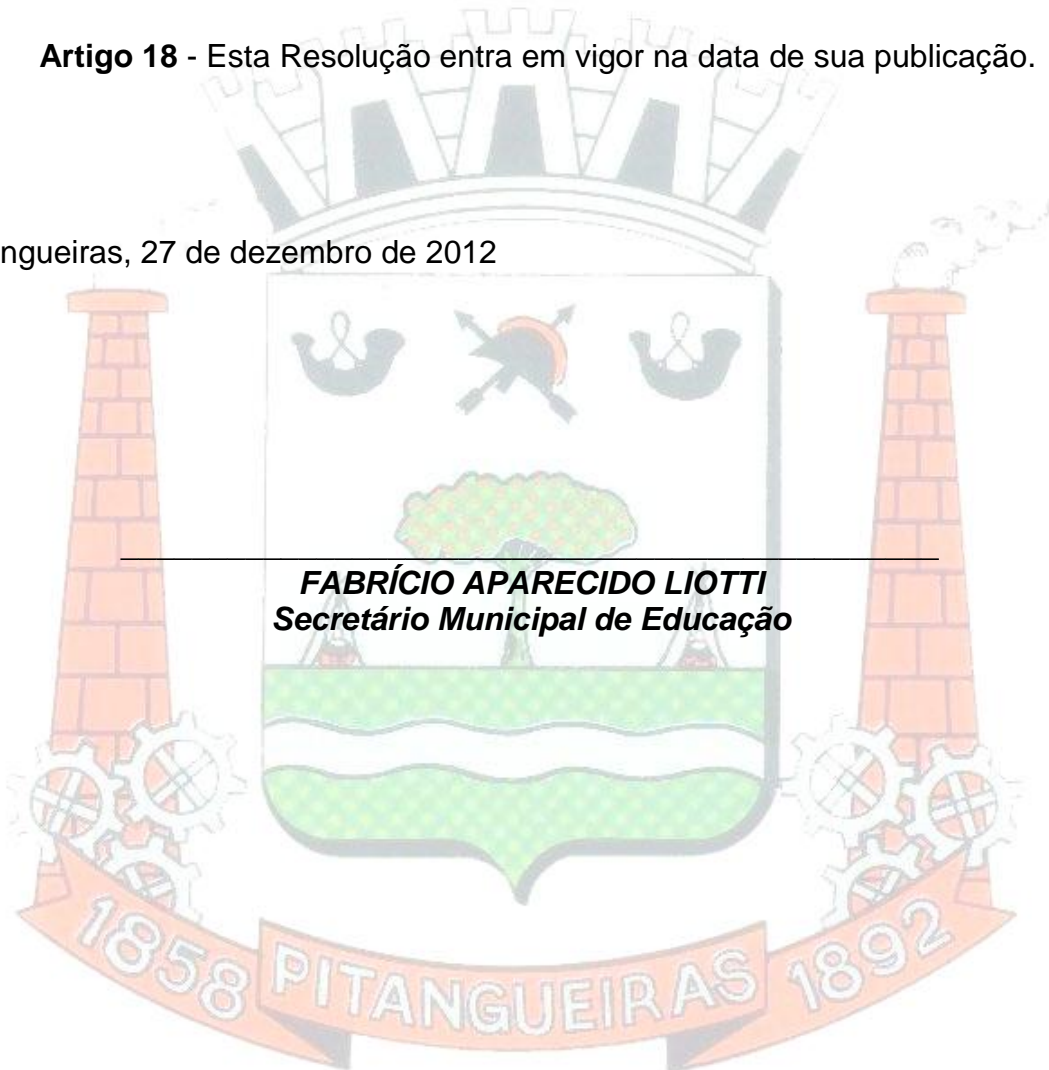 Artigo 18 - Esta Resolução entra em vigor na data de sua publicação.
ngueiras, 27 de dezembro de 2012
FABRÍCIO APARECIDO LIOTTI
Secretário Municipal de Educação
1858 PITANGUEIRAS 1892